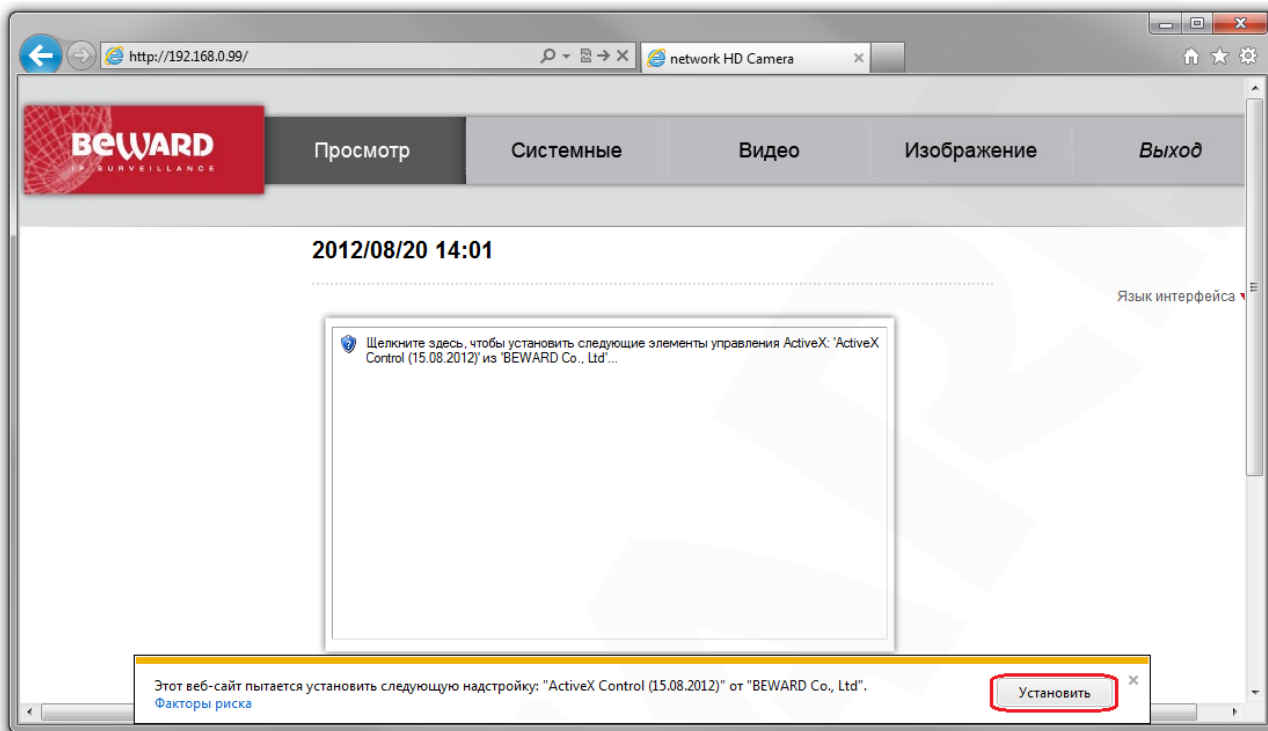 http://192.168.0.99/
network HD Camera
BEWARD
IP SURVEILLANCE
Просмотр
Системные
Видео
Изображение
Выход
2012/08/20 14:01
Язык интерфейса
Щелкните здесь, чтобы установить следующие элементы управления ActiveX: 'ActiveX
Control (15.08.2012)' из 'BEWARD Co., Ltd'...
Этот веб-сайт пытается установить следующую надстройку: "ActiveX Control (15.08.2012)" от "BEWARD Co., Ltd".
Факторы риска
Установить